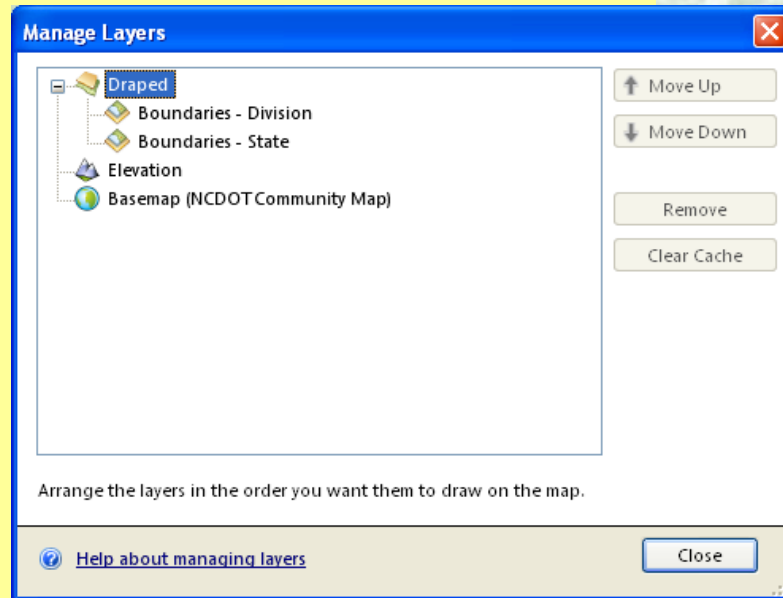 Manage Layers
Draped
Boundaries - Division
Boundaries - State
Elevation
Basemap (NCDOT Community Map)
Move Up
Move Down
Remove
Clear Cache
Arrange the layers in the order you want them to draw on the map.
Help about managing layers
Close